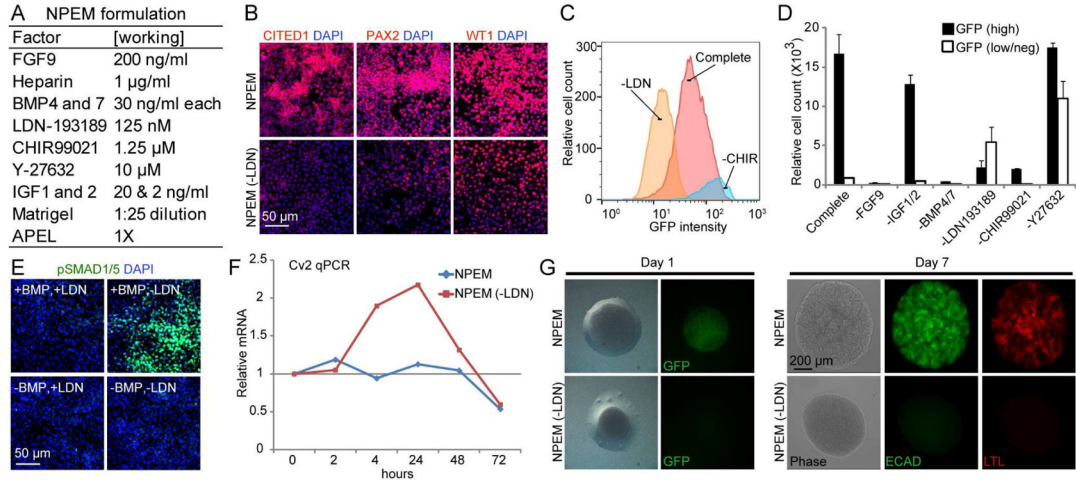 A
NPEM formulation
Factor [working]
FGF9 200 ng/ml
Heparin 1 µg/ml
BMP4 and 7 30 ng/ml each
LDN-193189 125 nM
CHIR99021 1.25 µM
Y-27632 10 µM
IGF1 and 2 20 & 2 ng/ml
Matrigel 1:25 dilution
APEL 1X
B
CITED1 DAPI PAX2 DAPI WT1 DAPI
NPEM
NPEM (-LDN)
50 µm
C
Relative cell count
300
200
100
0
-LDN
Complete
-CHIR
10⁰ 10¹ 10² 10³
GFP intensity
D
GFP (high)
GFP (low/neg)
Relative cell count (X10³)
20
15
10
5
0
Complete
-FGF9
-IGF1/2
-BMP4/7
-LDN193189
-CHIR99021
-Y27632
E
pSMAD1/5 DAPI
+BMP,+LDN +BMP,-LDN
-BMP,+LDN -BMP,-LDN
50 µm
F
Cv2 qPCR
NPEM
NPEM (-LDN)
Relative mRNA
2.5
2
1.5
1
0.5
0
0 2 4 24 48 72
hours
G
Day 1 Day 7
NPEM
GFP
NPEM (-LDN)
GFP
NPEM
200 µm
NPEM (-LDN)
Phase ECAD LTL